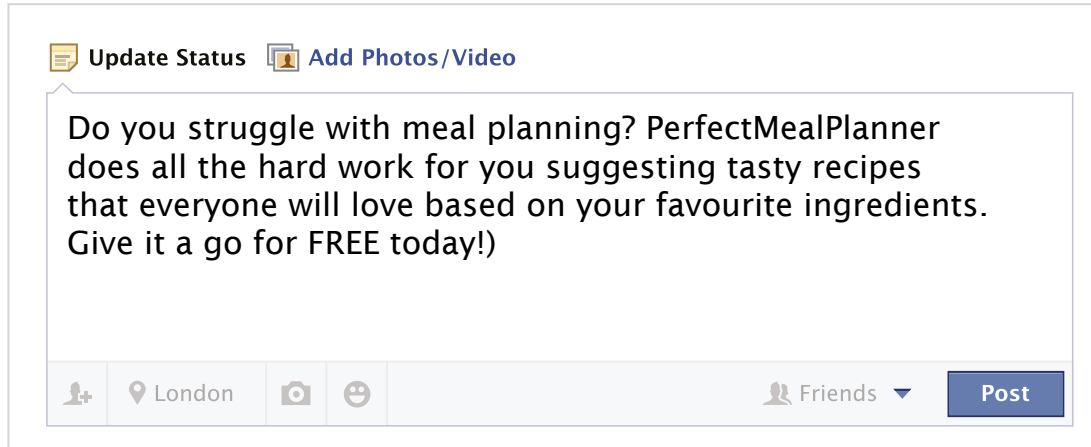 Update Status Add Photos/Video
Do you struggle with meal planning? PerfectMealPlanner
does all the hard work for you suggesting tasty recipes
that everyone will love based on your favourite ingredients.
Give it a go for FREE today!)
London Friends Post